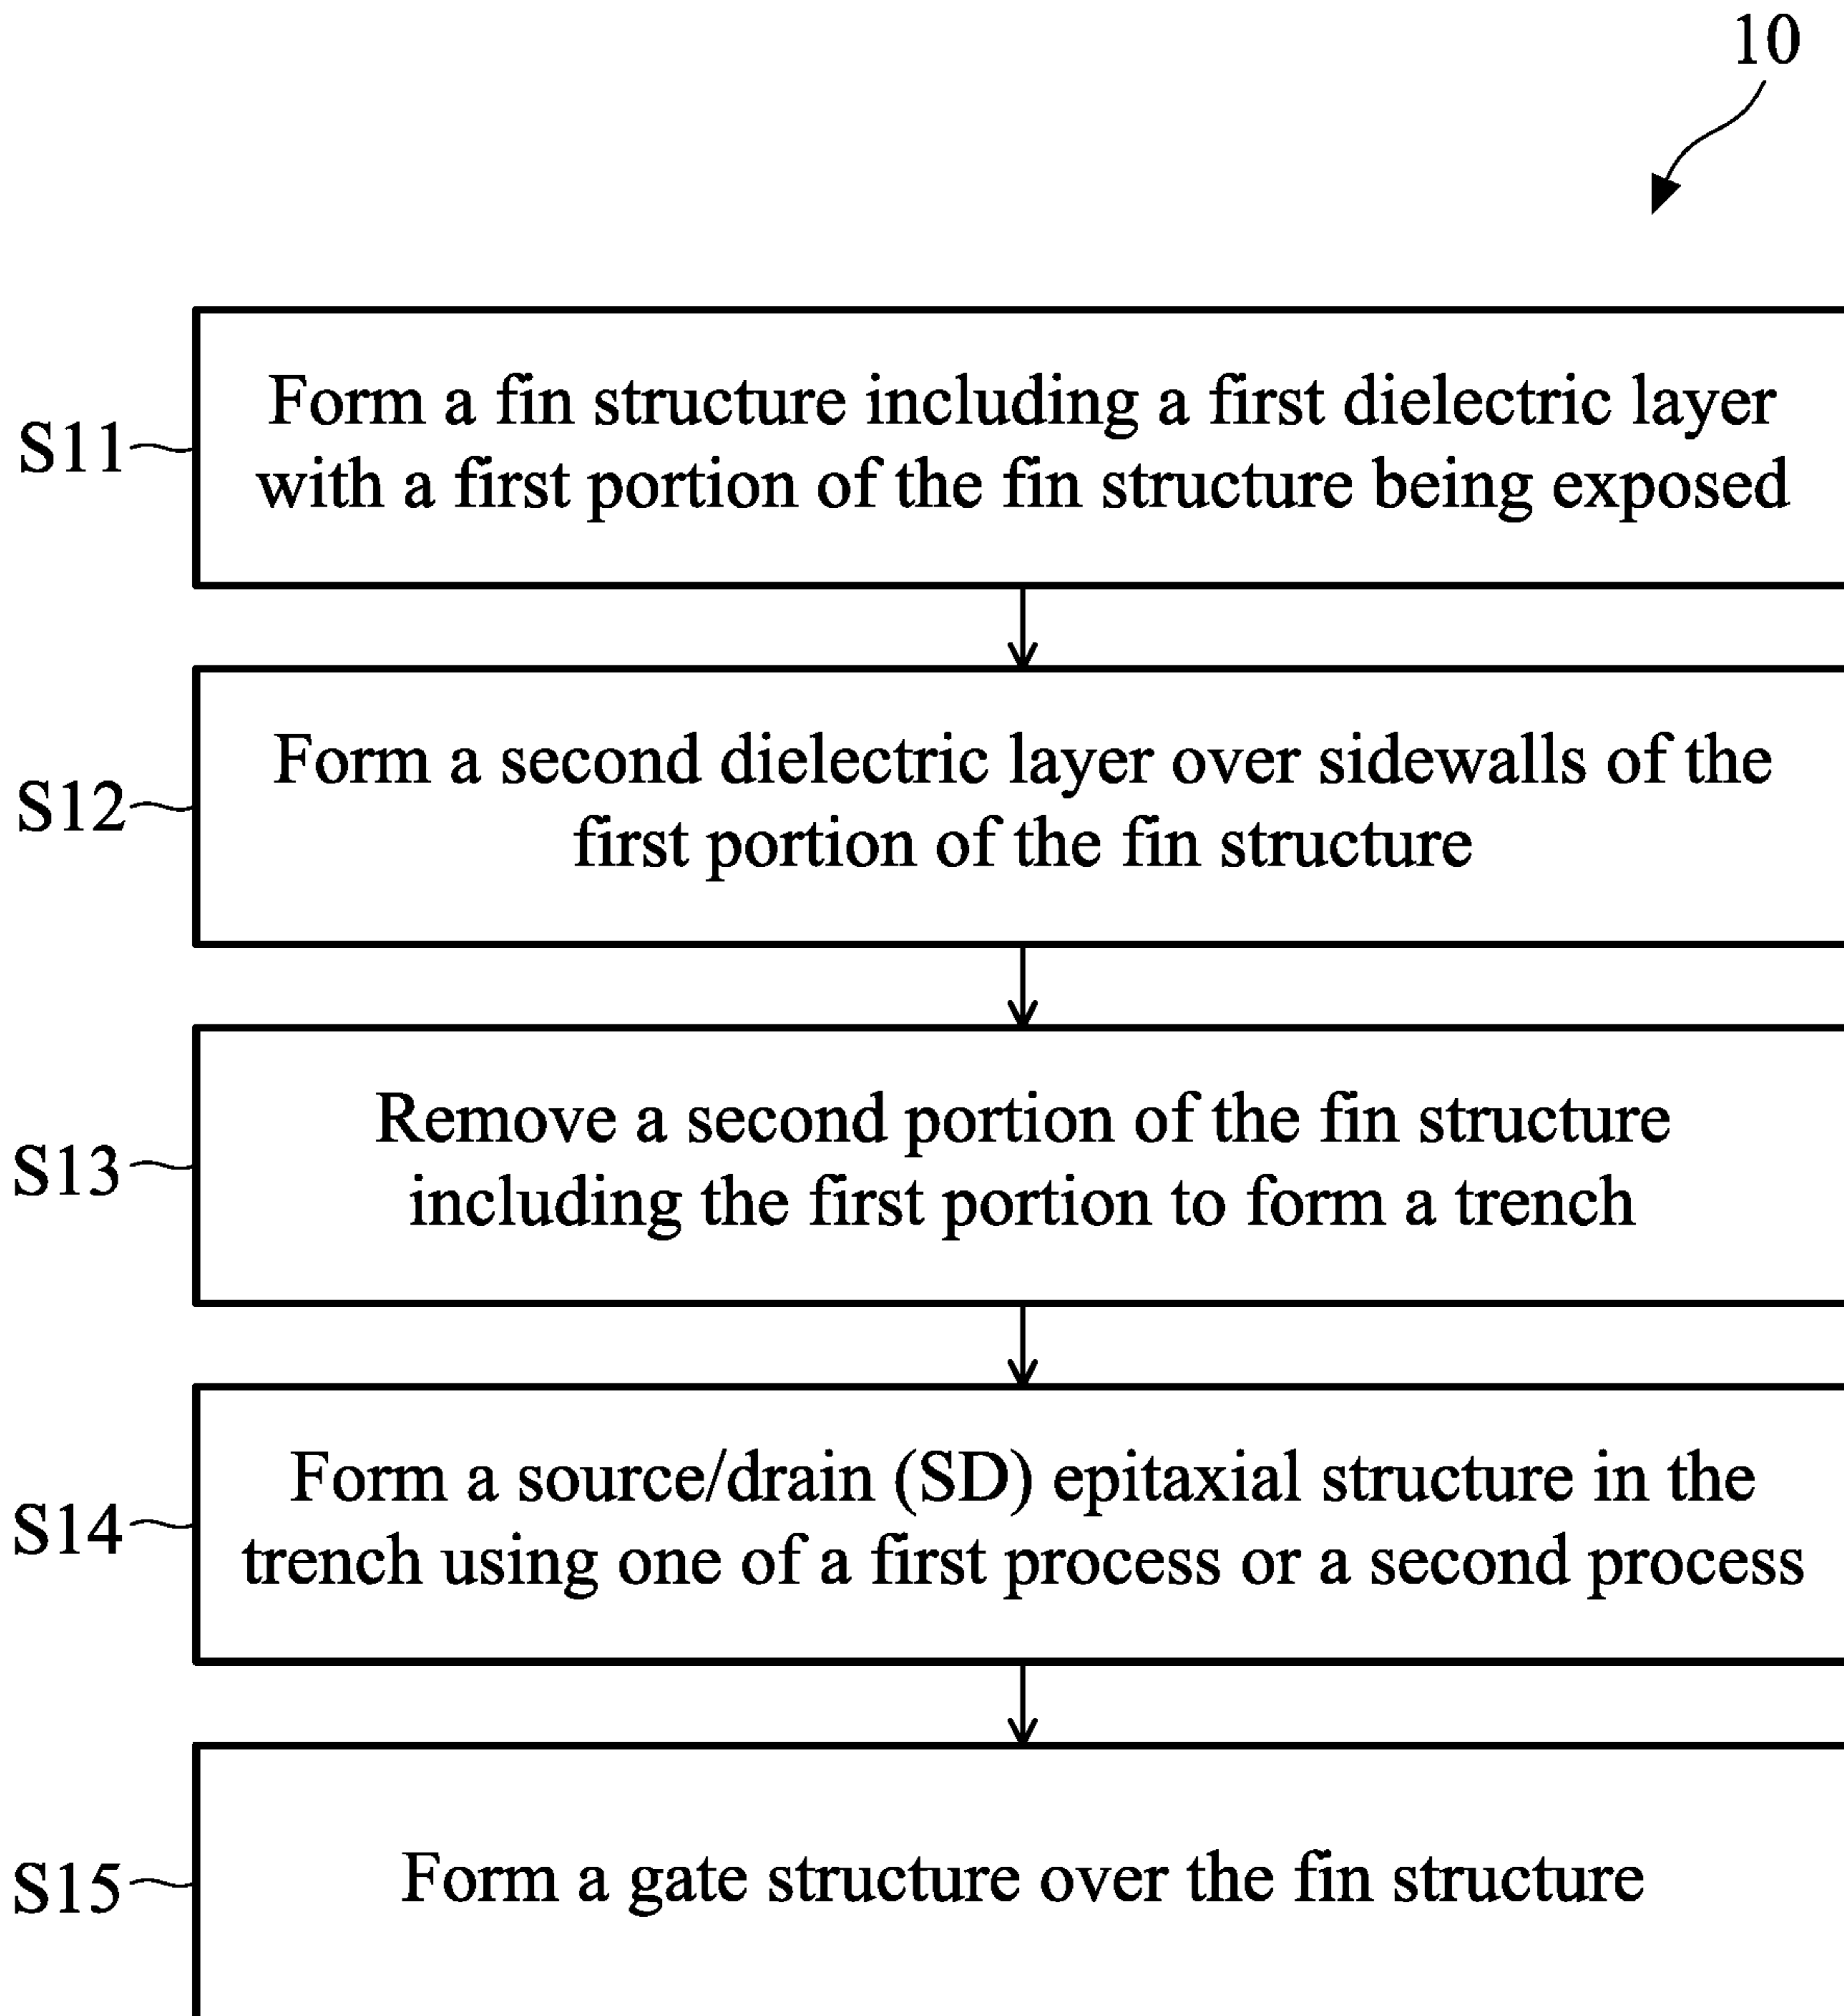 10
S11
Form a fin structure including a first dielectric layer
with a first portion of the fin structure being exposed
S12
Form a second dielectric layer over sidewalls of the
first portion of the fin structure
S13
Remove a second portion of the fin structure
including the first portion to form a trench
S14
Form a source/drain (SD) epitaxial structure in the
trench using one of a first process or a second process
S15
Form a gate structure over the fin structure